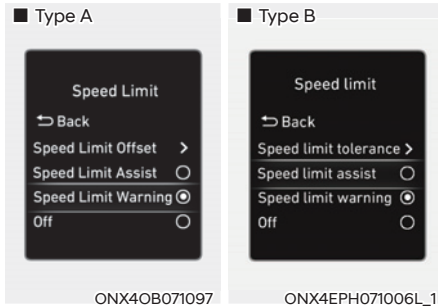 ■ Type A
Speed Limit
Back
Speed Limit Offset >
Speed Limit Assist
Speed Limit Warning
Off
ONX4OB071097
■ Type B
Speed limit
Back
Speed limit tolerance >
Speed limit assist
Speed limit warning
Off
ONX4EPH071006L_1